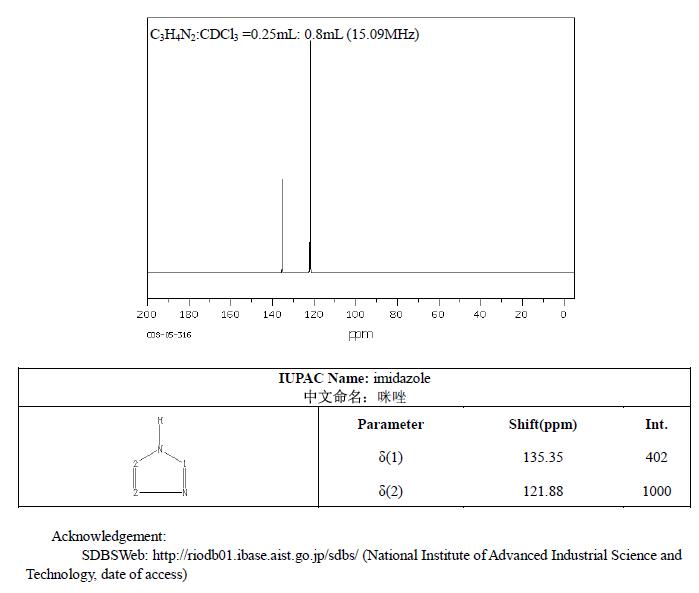 C₃H₄N₂:CDCl₃ =0.25mL: 0.8mL (15.09MHz)
200 180 160 140 120 100 80 60 40 20 0
CDS-05-316
ppm
IUPAC Name: imidazole
中文命名：咪唑
Parameter Shift(ppm) Int.
H
N
2 1
2 N
δ(1) 135.35 402
δ(2) 121.88 1000
Acknowledgement:
SDBSWeb: http://riodb01.ibase.aist.go.jp/sdbs/ (National Institute of Advanced Industrial Science and
Technology, date of access)